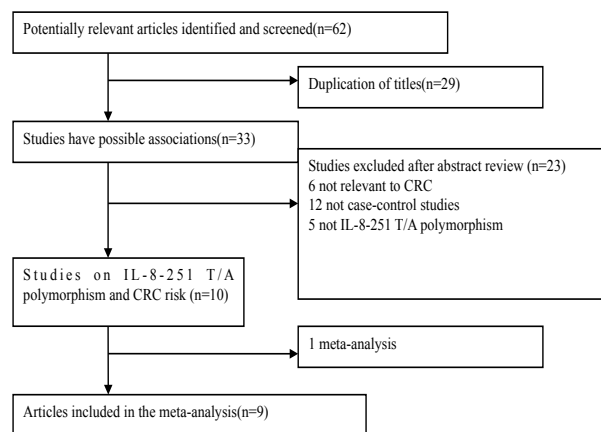 Potentially relevant articles identified and screened(n=62)
Duplication of titles(n=29)
Studies have possible associations(n=33)
Studies excluded after abstract review (n=23)
6 not relevant to CRC
12 not case-control studies
5 not IL-8-251 T/A polymorphism
Studies on IL-8-251 T/A
polymorphism and CRC risk (n=10)
1 meta-analysis
Articles included in the meta-analysis(n=9)